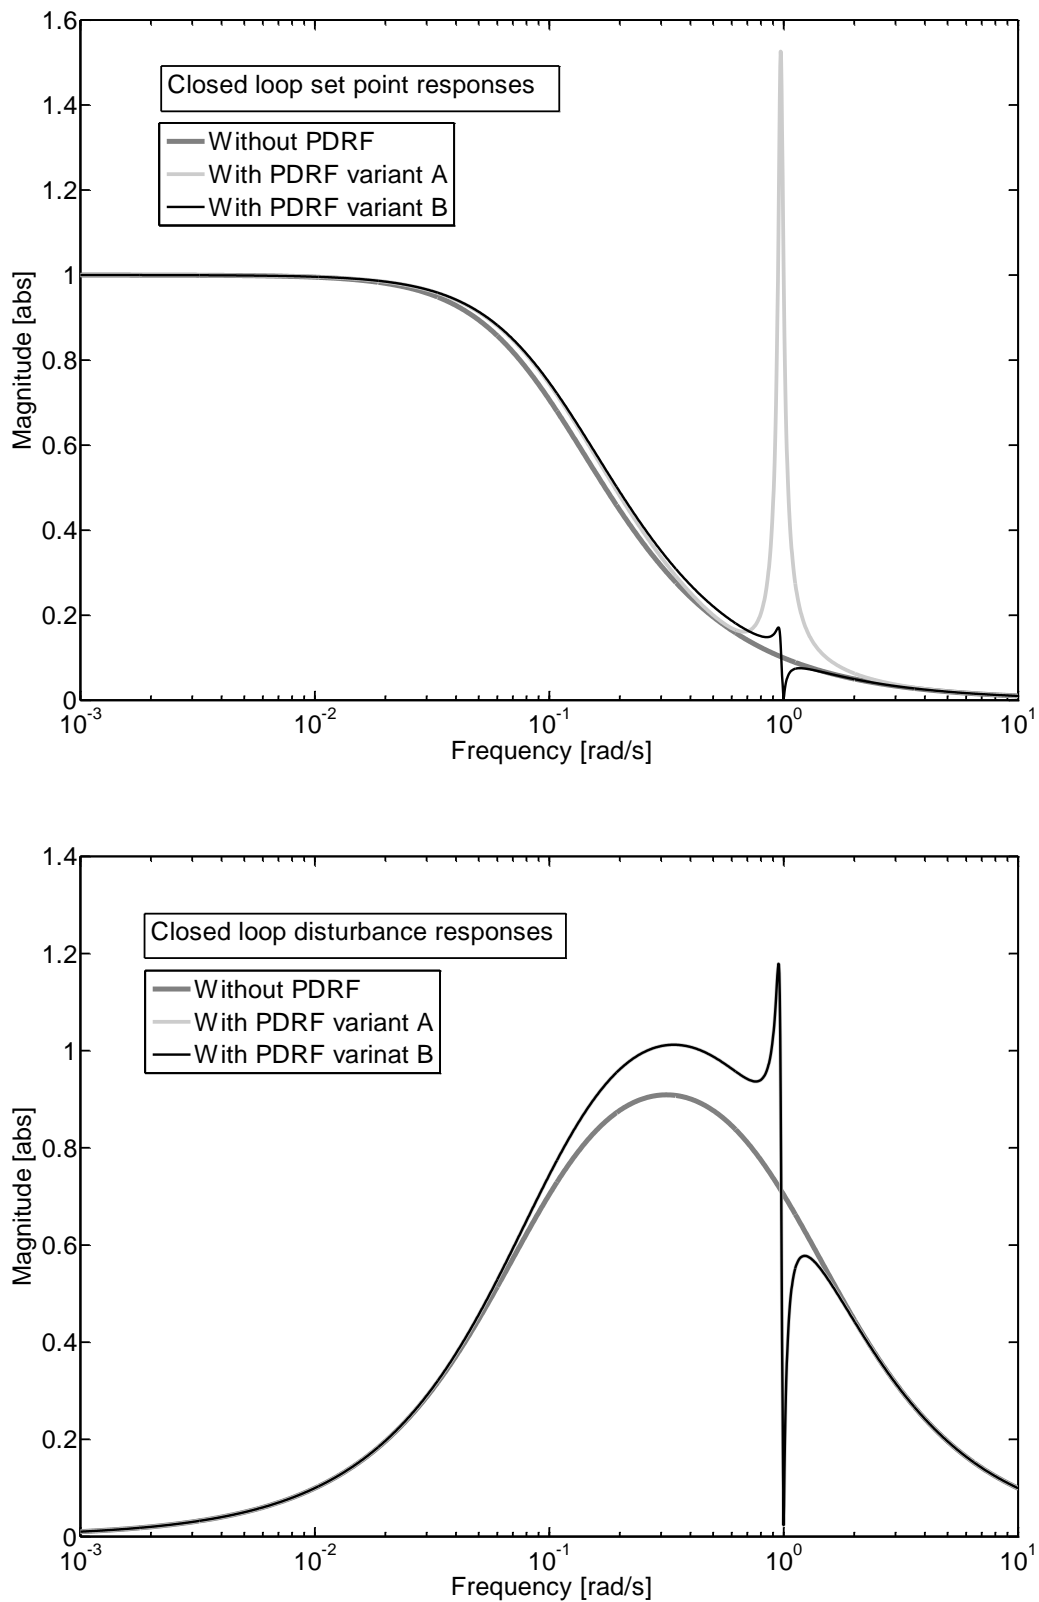 1.6
1.4
1.2
1
0.8
0.6
0.4
0.2
0
Magnitude [abs]
Closed loop set point responses
Without PDRF
With PDRF variant A
With PDRF variant B
10^-3
10^-2
10^-1
10^0
10^1
Frequency [rad/s]
1.4
1.2
1
0.8
0.6
0.4
0.2
0
Magnitude [abs]
Closed loop disturbance responses
Without PDRF
With PDRF variant A
With PDRF varinat B
10^-3
10^-2
10^-1
10^0
10^1
Frequency [rad/s]